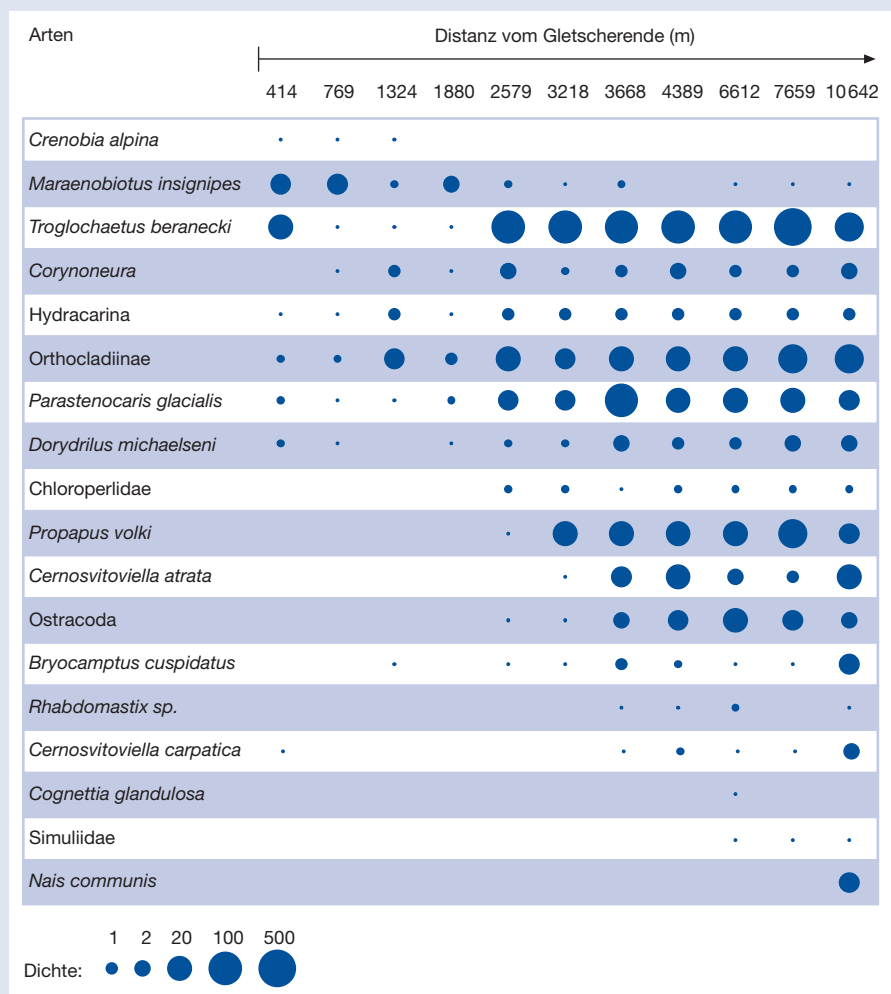 Arten
Distanz vom Gletscherende (m)
414 769 1324 1880 2579 3218 3668 4389 6612 7659 10 642
Crenobia alpina
Maraenobiotus insignipes
Troglochaetus beranecki
Corynoneura
Hydracarina
Orthocladiinae
Parastenocaris glacialis
Dorydrilus michaelseni
Chloroperlidae
Propapus volki
Cernosvitoviella atrata
Ostracoda
Bryocamptus cuspidatus
Rhabdomastix sp.
Cernosvitoviella carpatica
Cognettia glandulosa
Simuliidae
Nais communis
1 2 20 100 500
Dichte: